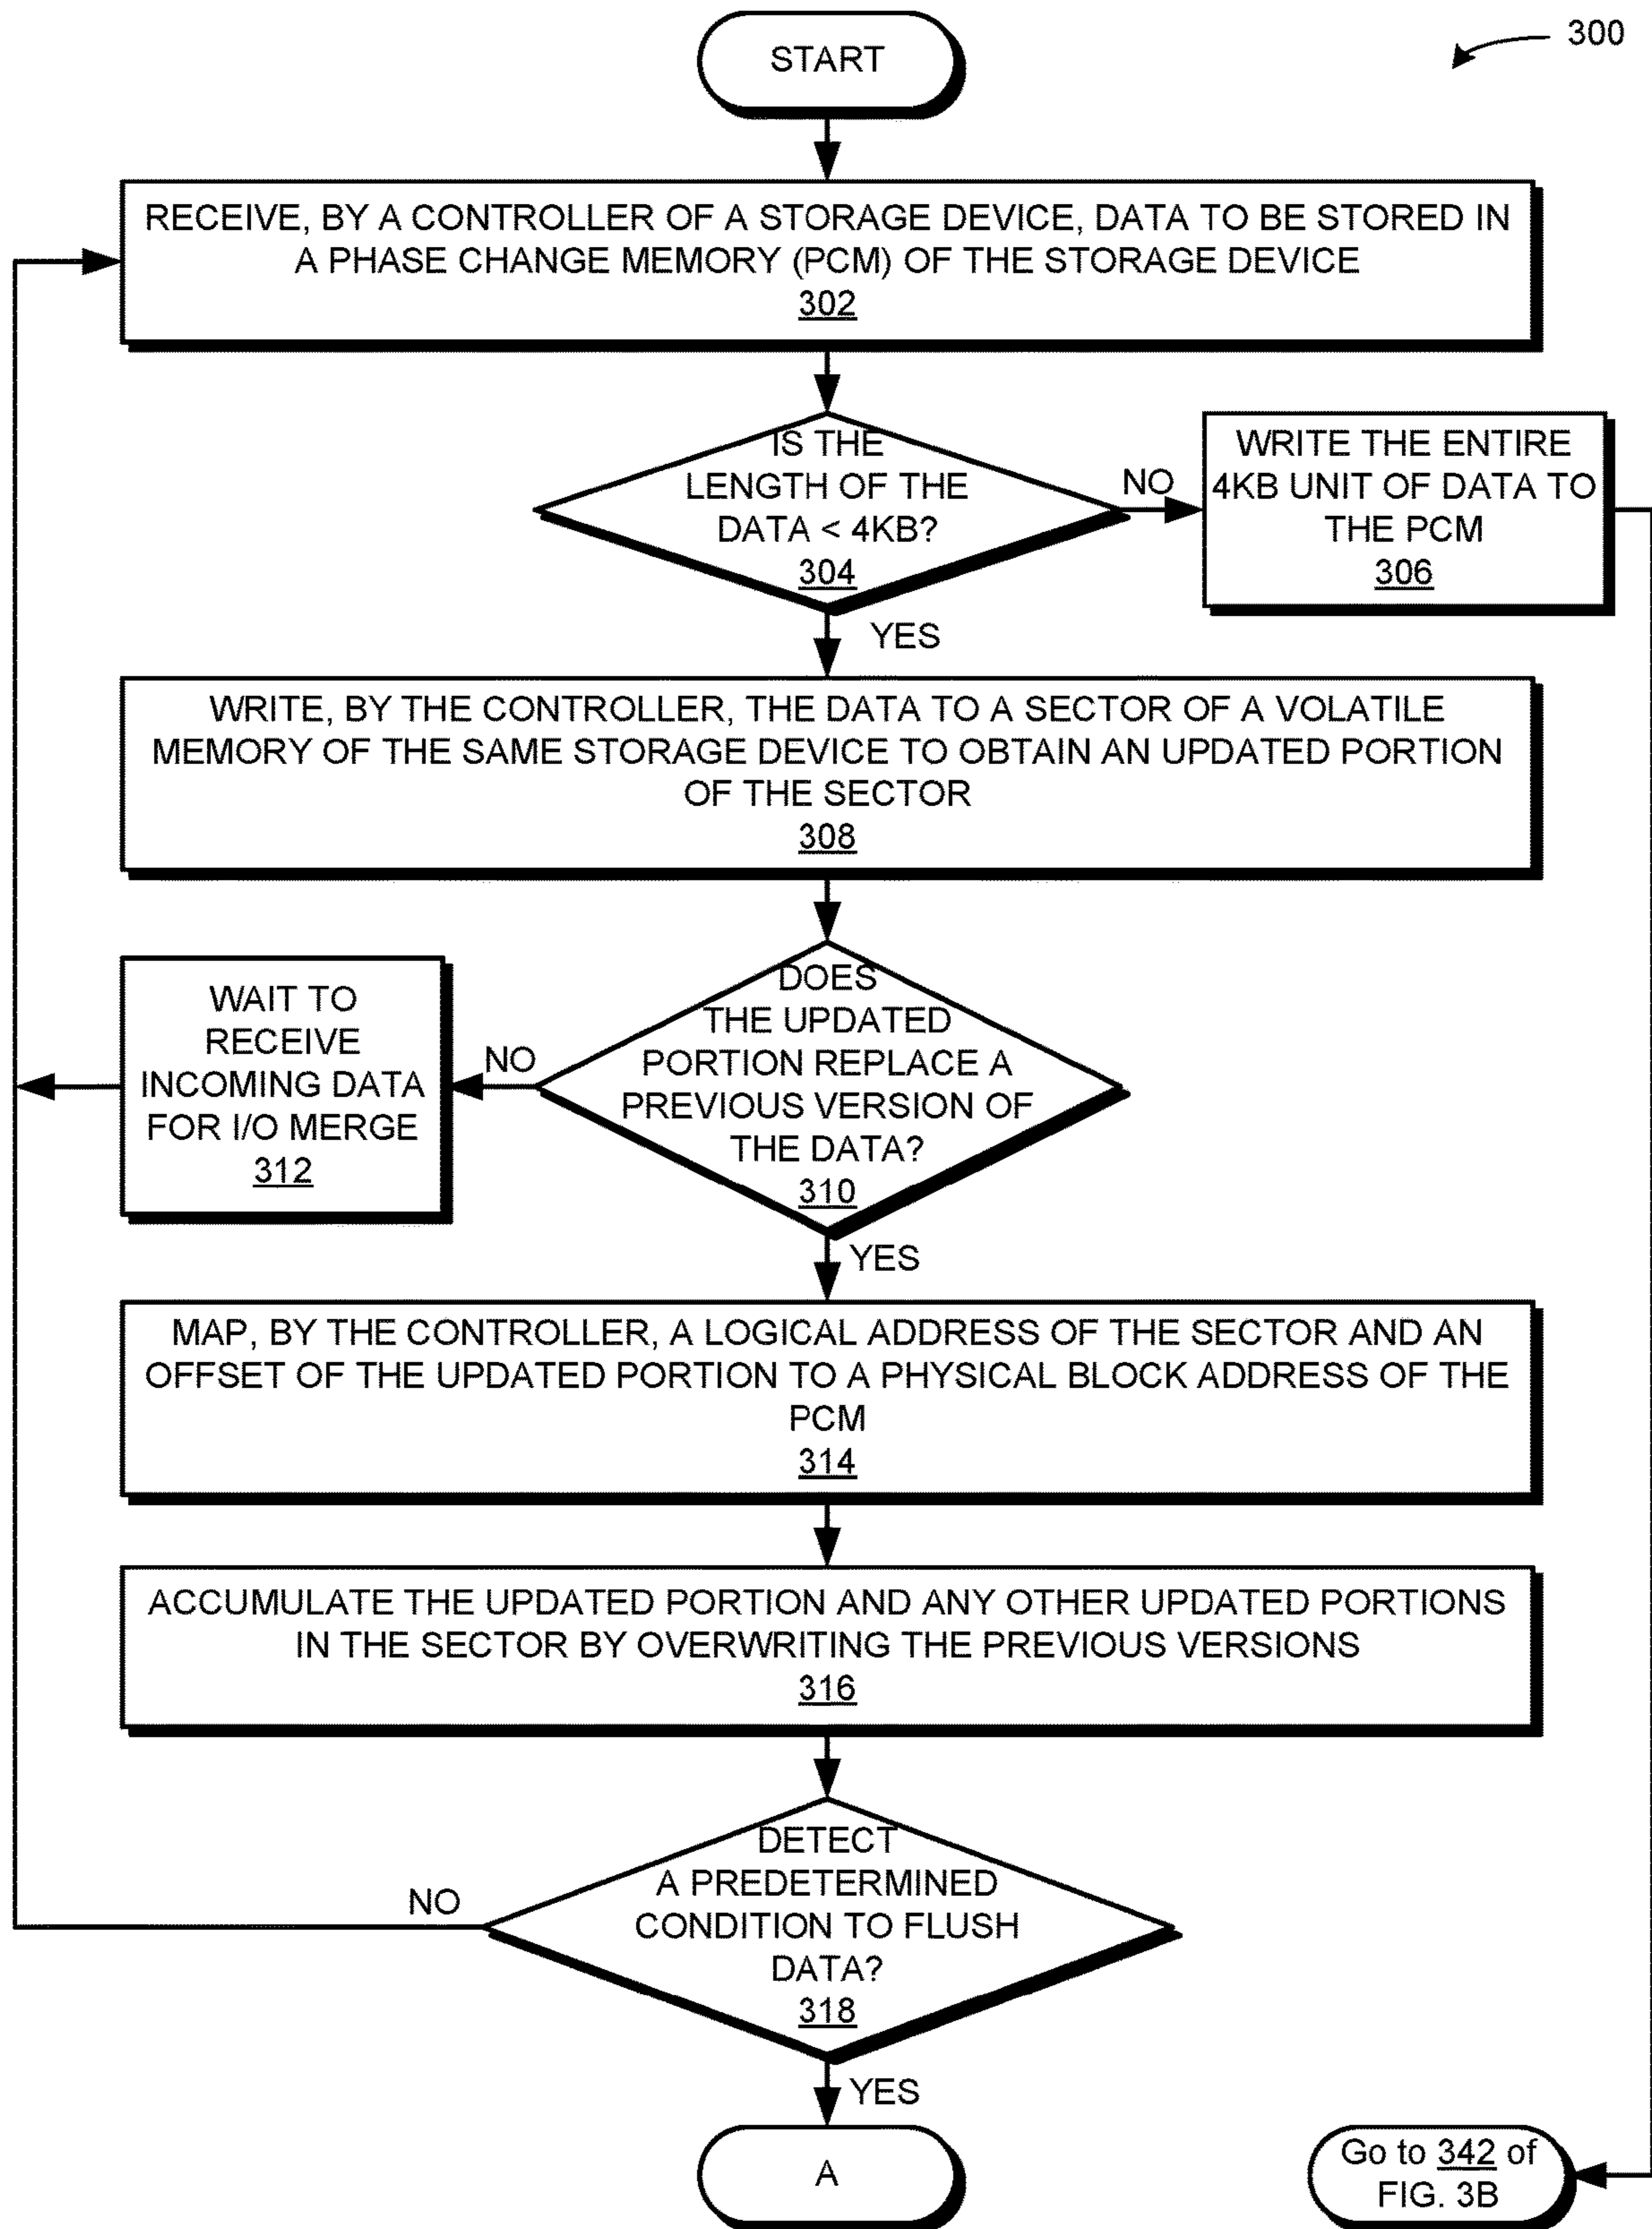 START
300
RECEIVE, BY A CONTROLLER OF A STORAGE DEVICE, DATA TO BE STORED IN
A PHASE CHANGE MEMORY (PCM) OF THE STORAGE DEVICE
302
IS THE
LENGTH OF THE
DATA < 4KB?
304
NO
WRITE THE ENTIRE
4KB UNIT OF DATA TO
THE PCM
306
YES
WRITE, BY THE CONTROLLER, THE DATA TO A SECTOR OF A VOLATILE
MEMORY OF THE SAME STORAGE DEVICE TO OBTAIN AN UPDATED PORTION
OF THE SECTOR
308
DOES
THE UPDATED
PORTION REPLACE A
PREVIOUS VERSION OF
THE DATA?
310
NO
WAIT TO
RECEIVE
INCOMING DATA
FOR I/O MERGE
312
YES
MAP, BY THE CONTROLLER, A LOGICAL ADDRESS OF THE SECTOR AND AN
OFFSET OF THE UPDATED PORTION TO A PHYSICAL BLOCK ADDRESS OF THE
PCM
314
ACCUMULATE THE UPDATED PORTION AND ANY OTHER UPDATED PORTIONS
IN THE SECTOR BY OVERWRITING THE PREVIOUS VERSIONS
316
DETECT
A PREDETERMINED
CONDITION TO FLUSH
DATA?
318
NO
YES
A
Go to 342 of
FIG. 3B